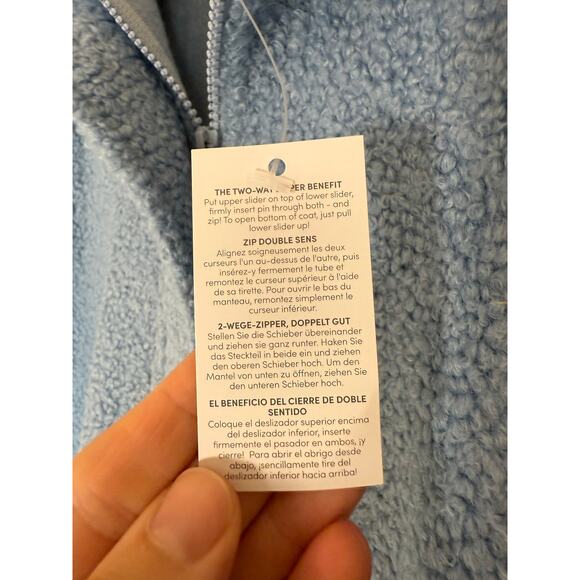 THE TWO-WAY ZIPPER BENEFIT
Put upper slider on top of lower slider,
firmly insert pin through both - and
zip! To open bottom of coat, just pull
lower slider up!
ZIP DOUBLE SENS
Alignez soigneusement les deux
curseurs l'un au-dessus de l'autre, puis
insérez-y fermement le tube et
remontez le curseur supérieur à l'aide
de sa tirette. Pour ouvrir le bas du
manteau, remontez simplement le
curseur inférieur.
2-WEGE-ZIPPER, DOPPELT GUT
Stellen Sie die Schieber übereinander
und ziehen sie ganz runter. Haken Sie
das Steckteil in beide ein und ziehen
den oberen Schieber hoch. Um den
Mantel von unten zu öffnen, ziehen Sie
den unteren Schieber hoch.
EL BENEFICIO DEL CIERRE DE DOBLE
SENTIDO
Coloque el deslizador superior encima
del deslizador inferior, inserte
firmemente el pasador en ambos, ¡y
cierre! Para abrir el abrigo desde
abajo, ¡sencillamente tire del
deslizador inferior hacia arriba!